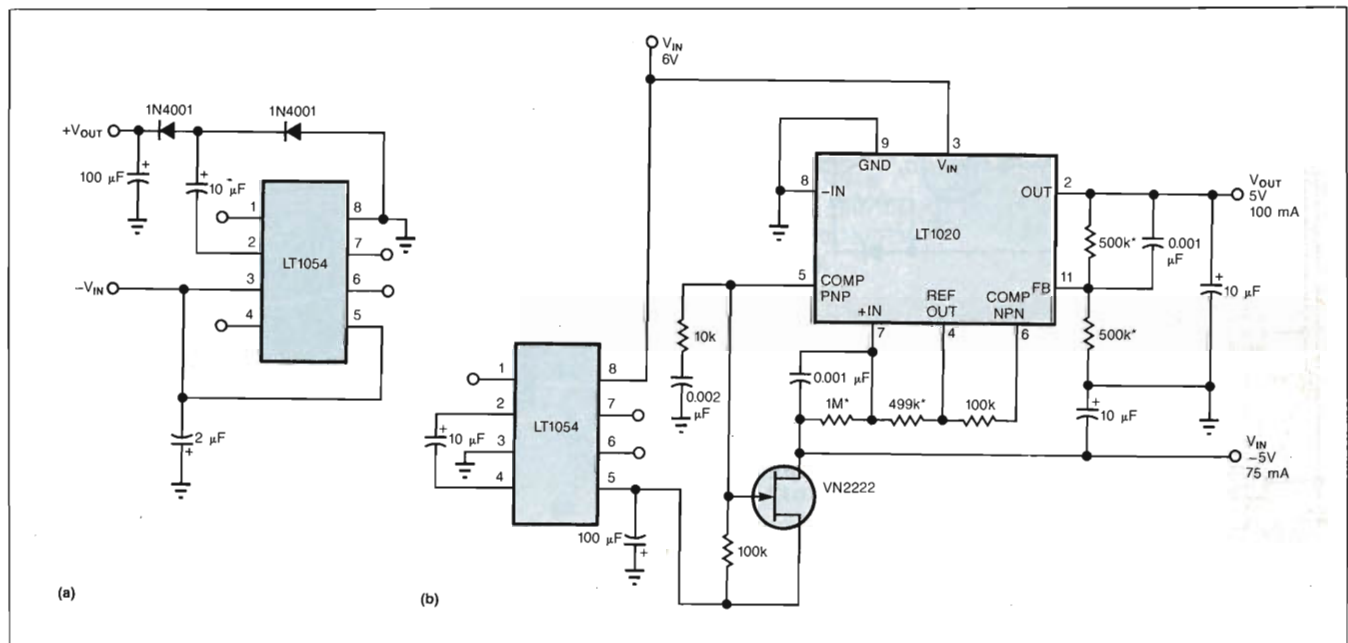 1N4001
1N4001
+VOUT
100 μF
+
+
10 μF
1
2
3
4
8
7
6
5
LT1054
-VIN
2 μF
+
(a)
VIN
6V
9
GND
3
VIN
8
-IN
OUT
2
VOUT
5V
100 mA
LT1020
500k*
0.001
μF
5
COMP
PNP
FB
11
+
10 μF
+IN
REF
OUT
COMP
NPN
7
4
6
500k*
10k
0.002
μF
0.001 μF
1M*
499k*
100k
+
10 μF
1
2
3
4
8
7
6
5
LT1054
+
10 μF
VIN
-5V
75 mA
VN2222
100 μF
+
100k
(b)